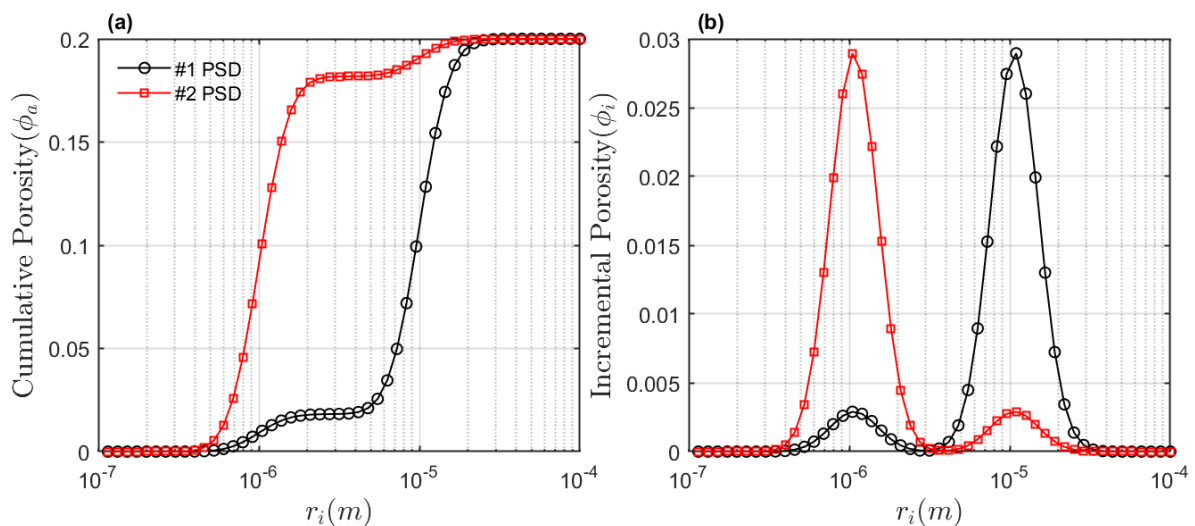 (a)
Cumulative Porosity(ϕₐ)
0.2
0.15
0.1
0.05
0
#1 PSD
#2 PSD
10⁻⁷
10⁻⁶
10⁻⁵
10⁻⁴
rᵢ(m)
(b)
Incremental Porosity(ϕᵢ)
0.03
0.025
0.02
0.015
0.01
0.005
0
10⁻⁷
10⁻⁶
10⁻⁵
10⁻⁴
rᵢ(m)